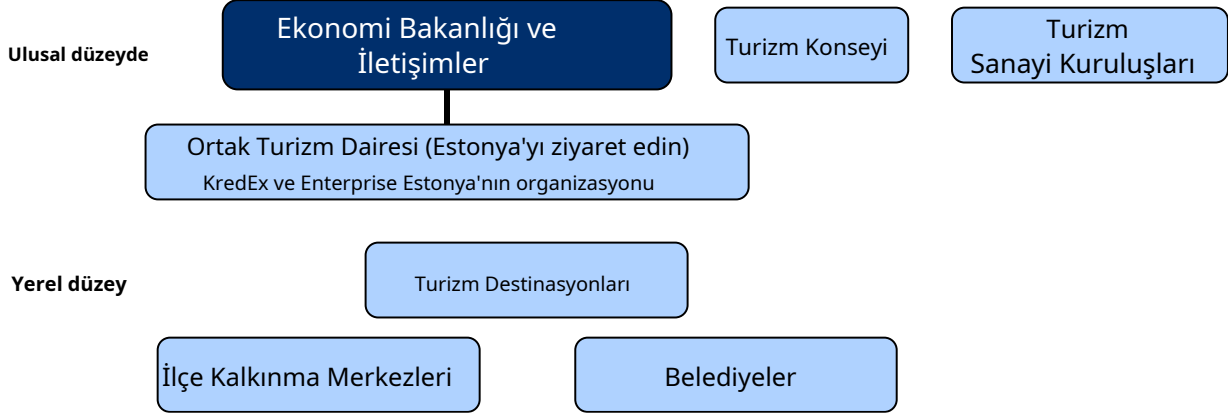 Ulusal düzeyde
Ekonomi Bakanlığı ve
İletişimler
Turizm Konseyi
Turizm
Sanayi Kuruluşları
Ortak Turizm Dairesi (Estonya'yı ziyaret edin)
KredEx ve Enterprise Estonya'nın organizasyonu
Yerel düzey
Turizm Destinasyonları
İlçe Kalkınma Merkezleri
Belediyeler